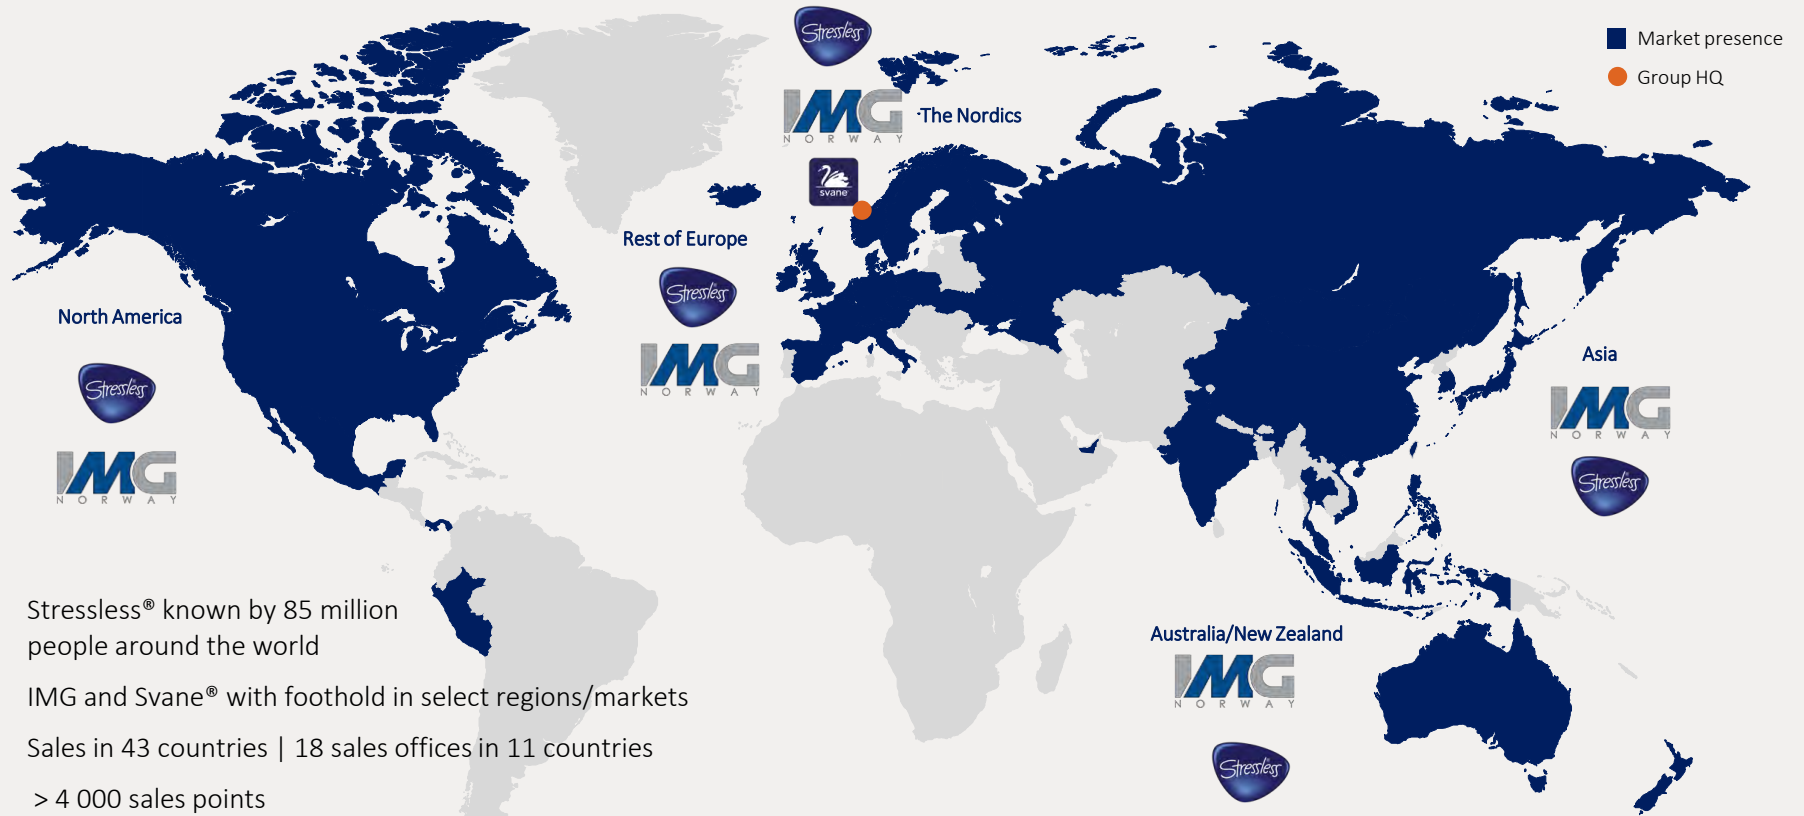 Stressless®
Market presence
Group HQ
IMG
NORWAY
The Nordics
svane®
Rest of Europe
Stressless®
IMG
NORWAY
North America
Stressless®
IMG
NORWAY
Asia
IMG
NORWAY
Stressless®
Australia/New Zealand
IMG
NORWAY
Stressless®
Stressless® known by 85 million
people around the world
IMG and Svane® with foothold in select regions/markets
Sales in 43 countries | 18 sales offices in 11 countries
> 4 000 sales points